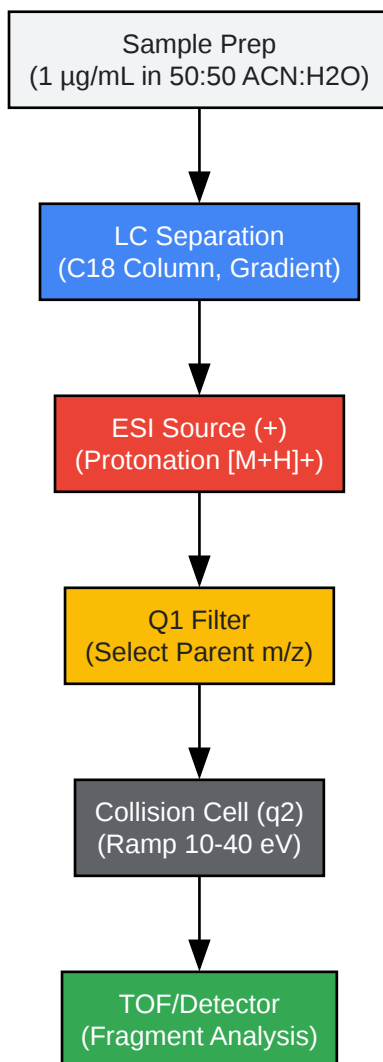 Sample Prep
(1 µg/mL in 50:50 ACN:H2O)
LC Separation
(C18 Column, Gradient)
ESI Source (+)
(Protonation [M+H]+)
Q1 Filter
(Select Parent m/z)
Collision Cell (q2)
(Ramp 10-40 eV)
TOF/Detector
(Fragment Analysis)